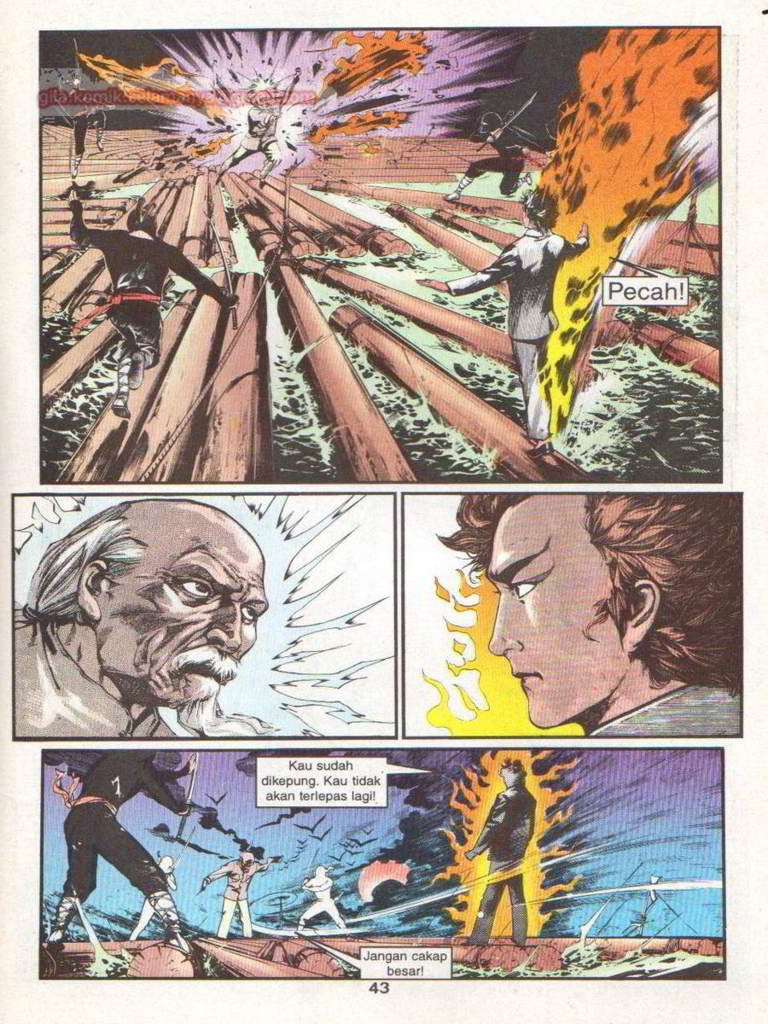 Pecah!
Kau sudah
dikepung. Kau tidak
akan terlepas lagi!
Jangan cakap
besar!
43